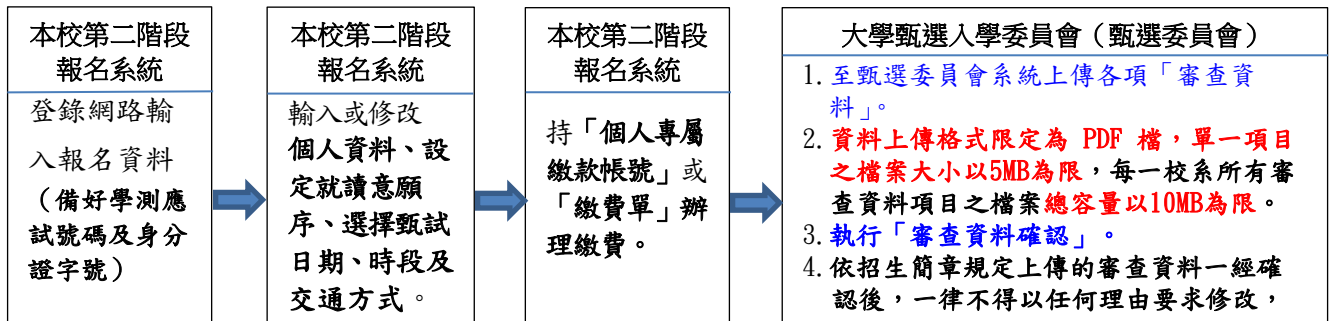 本校第二階段
報名系統
登錄網路輸
入報名資料
（備好學測應
試號碼及身分
證字號）
本校第二階段
報名系統
輸入或修改
個人資料、設
定就讀意願
序、選擇甄試
日期、時段及
交通方式。
本校第二階段
報名系統
持「個人專屬
繳款帳號」或
「繳費單」辦
理繳費。
大學甄選入學委員會（甄選委員會）
1.至甄選委員會系統上傳各項「審查資
料」。
2.資料上傳格式限定為 PDF 檔，單一項目
之檔案大小以5MB為限，每一校系所有審
查資料項目之檔案總容量以10MB為限。
3.執行「審查資料確認」。
4.依招生簡章規定上傳的審查資料一經確
認後，一律不得以任何理由要求修改，